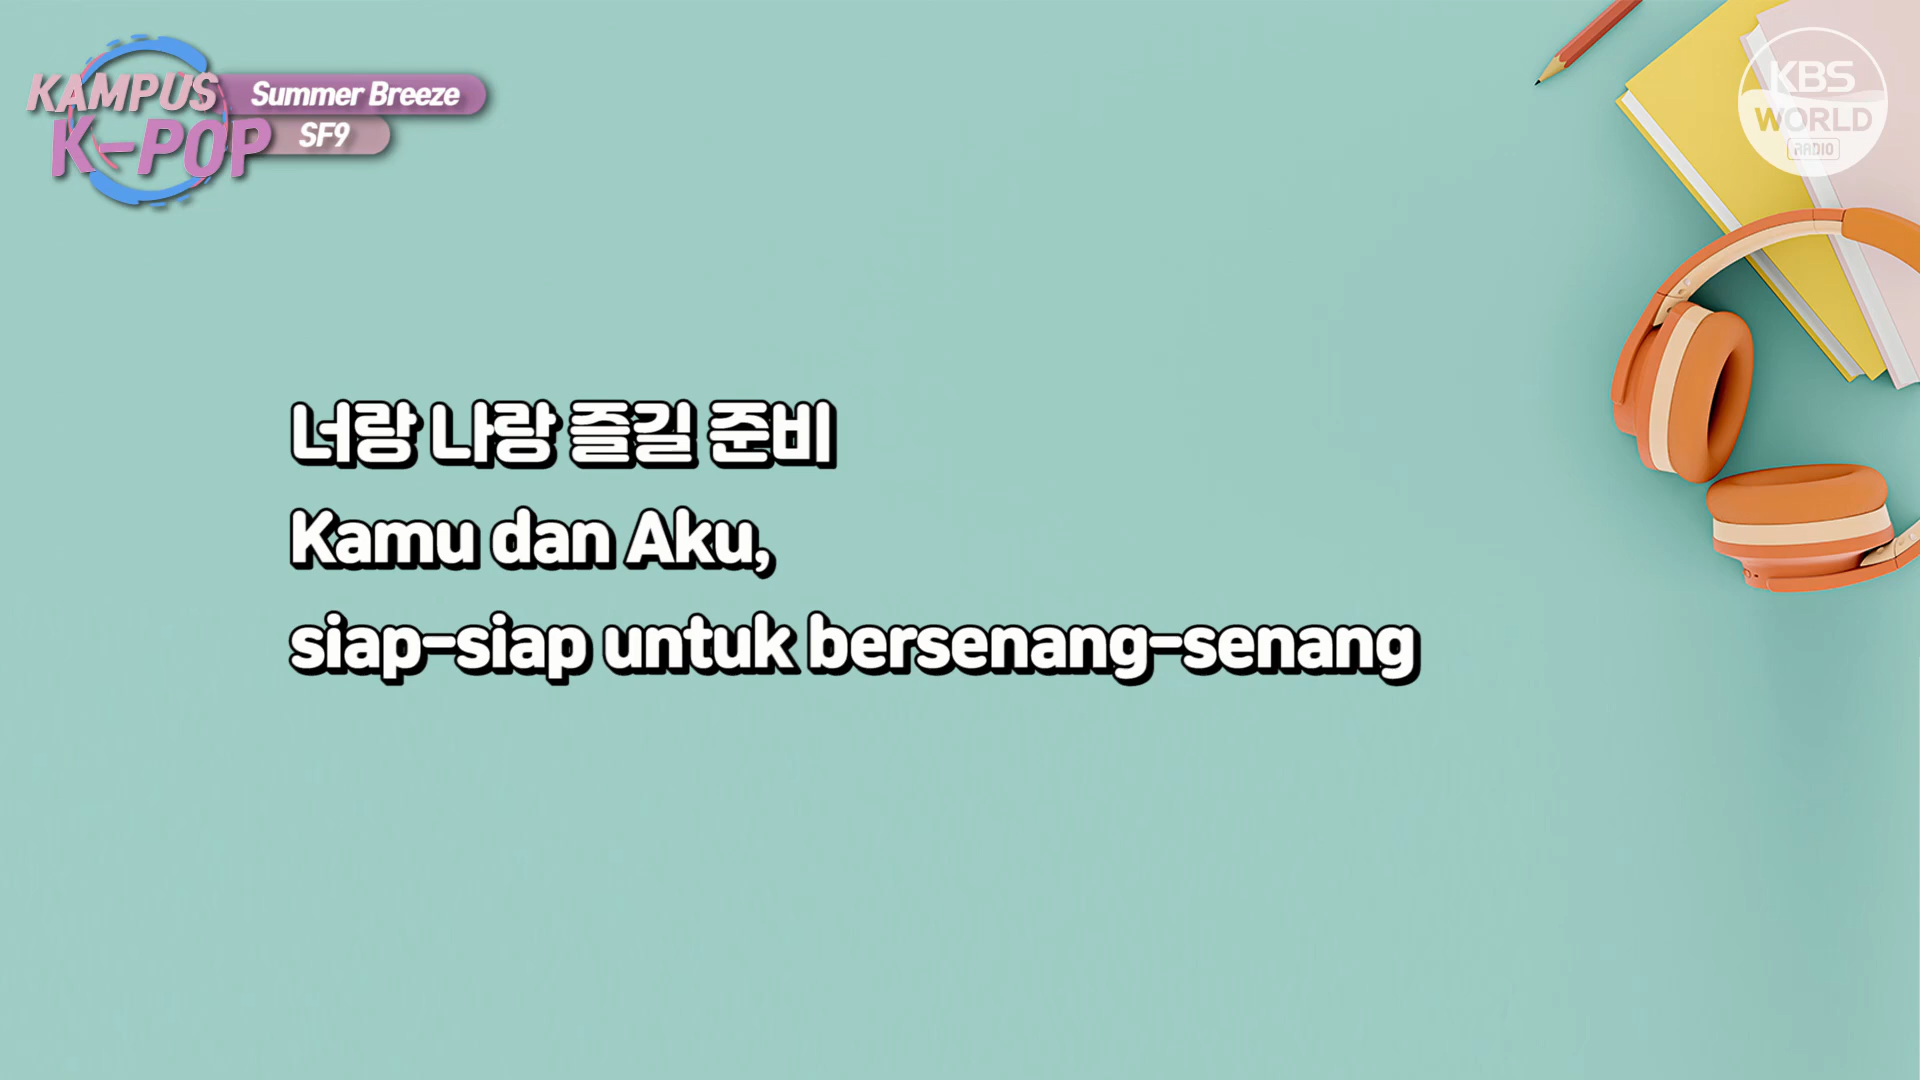 KAMPUS
K-POP
Summer Breeze
SF9
KBS
WORLD
RADIO
너랑 나랑 즐길 준비
Kamu dan Aku,
siap-siap untuk bersenang-senang